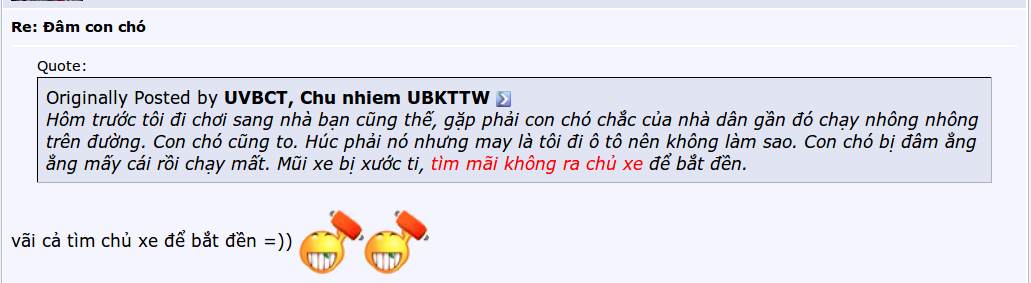 Re: Đâm con chó
Quote:
Originally Posted by UVBCT, Chu nhiem UBKTTW
Hôm trước tôi đi chơi sang nhà bạn cũng thế, gặp phải con chó chắc của nhà dân gần đó chạy nhông nhông
trên đường. Con chó cũng to. Húc phải nó nhưng may là tôi đi ô tô nên không làm sao. Con chó bị đâm ẳng
ẳng mấy cái rồi chạy mất. Mũi xe bị xước tí, tìm mãi không ra chủ xe để bắt đền.
vãi cả tìm chủ xe để bắt đền =))